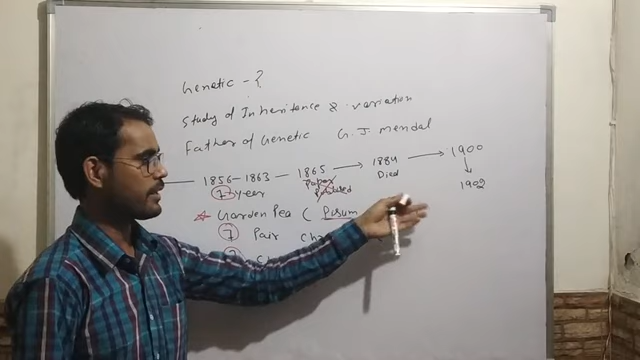 Genetic - ?
Study of Inheritence & variation
Father of Genetic G. J. Mendel
1856 - 1863 - 1865 → 1884 → 1900
7 - year Paper Died 1902
Garden Pea ( Pisum
7 Pair Cha